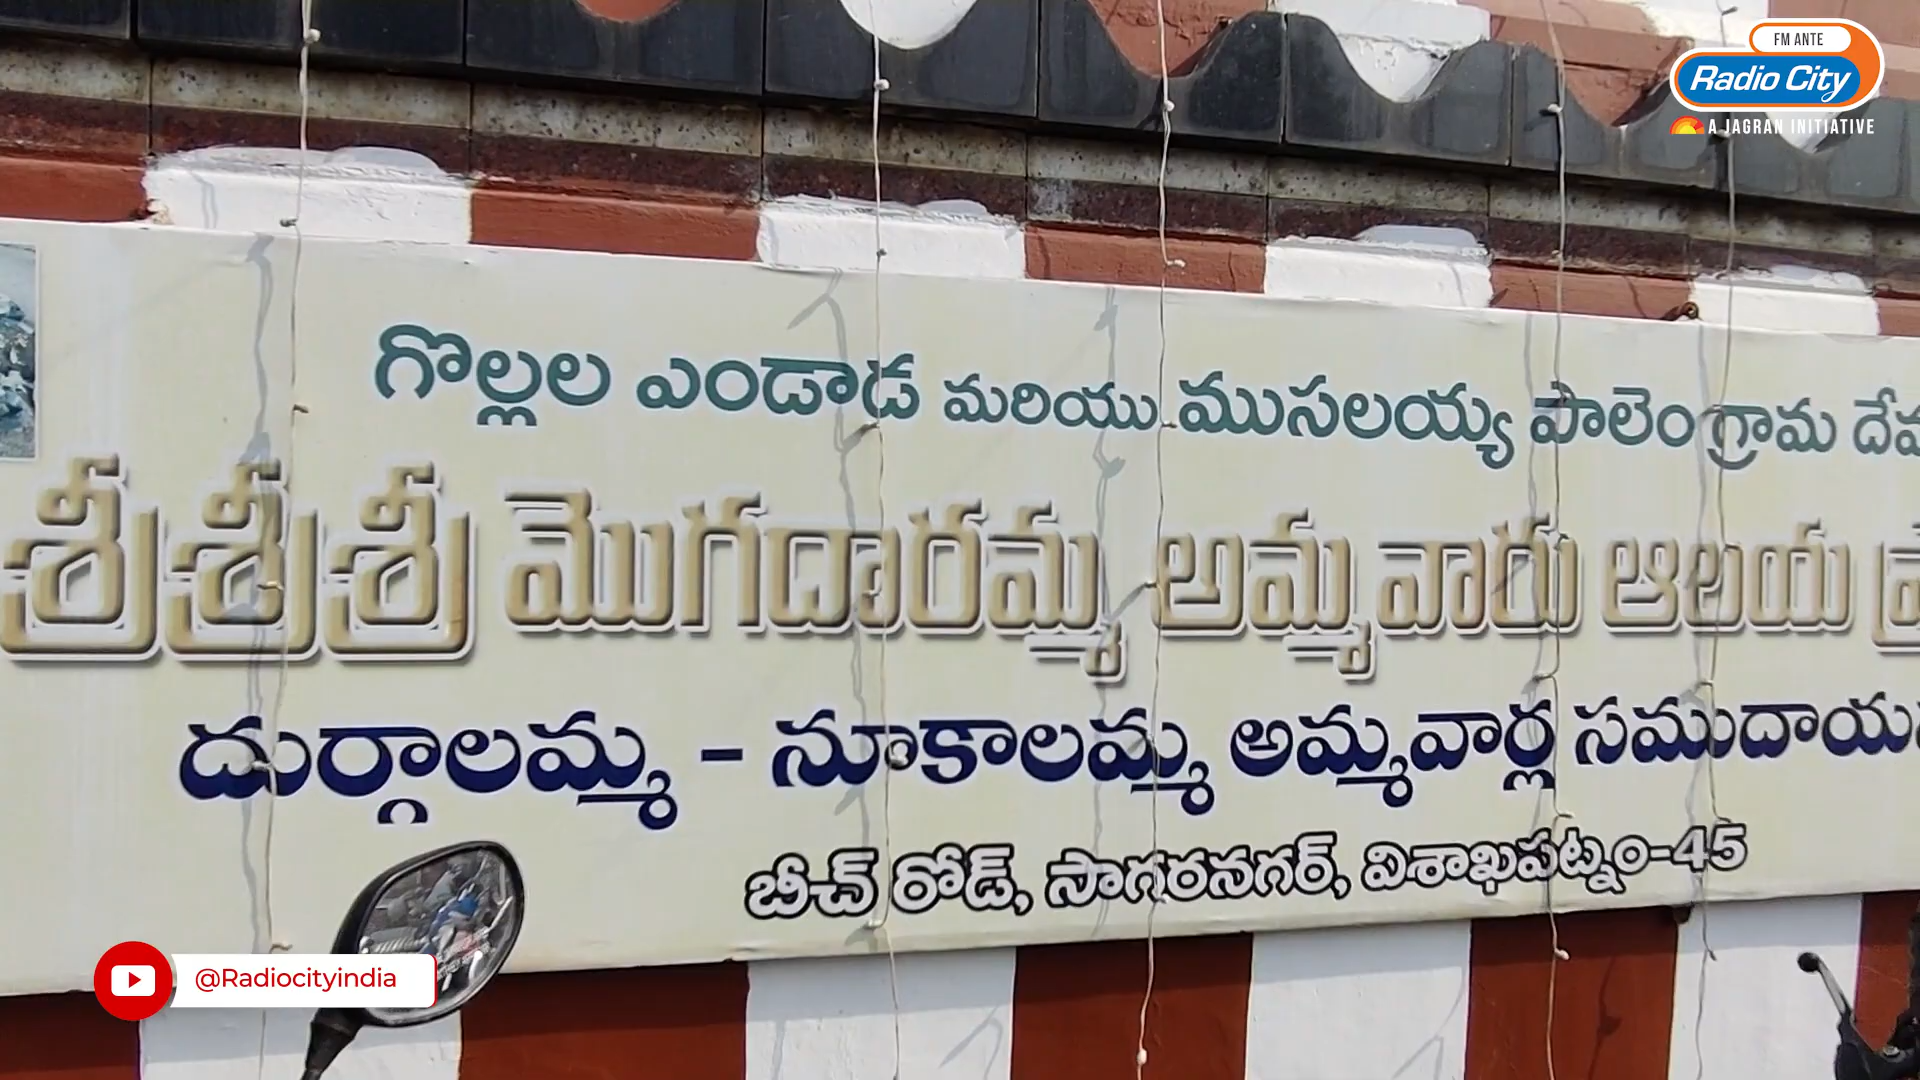 FM ANTE
Radio City
A JAGRAN INITIATIVE
గొల్లల ఎండాడ మరియు ముసలయ్య పాలెం గ్రామ
శ్రీశ్రీశ్రీ మొగదారమ్మ అమ్మవారు ఆలయ
దుర్గాలమ్మ - నూకాలమ్మ అమ్మవార్ల సముదాయ
బీచ్ రోడ్, సాగరనగర్, విశాఖపట్నం-45
@Radiocityindia